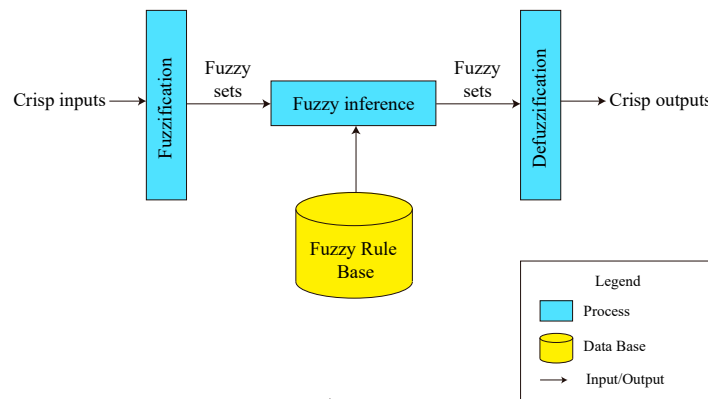 Crisp inputs
Fuzzification
Fuzzy
sets
Fuzzy inference
Fuzzy
sets
Defuzzification
Crisp outputs
Fuzzy Rule
Base
Legend
Process
Data Base
Input/Output